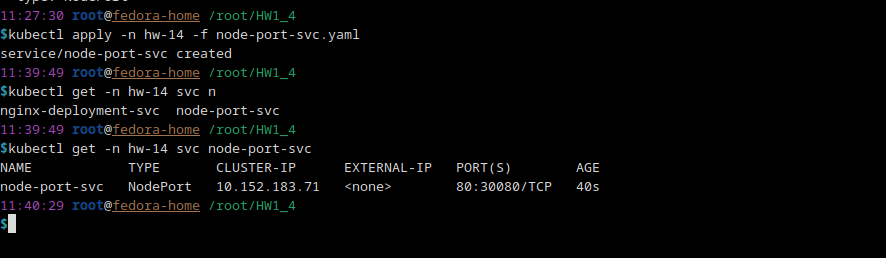 11:27:30 root@fedora-home /root/HW1_4
$kubectl apply -n hw-14 -f node-port-svc.yaml
service/node-port-svc created
11:39:49 root@fedora-home /root/HW1_4
$kubectl get -n hw-14 svc n
nginx-deployment-svc  node-port-svc
11:39:49 root@fedora-home /root/HW1_4
$kubectl get -n hw-14 svc node-port-svc
NAME            TYPE       CLUSTER-IP      EXTERNAL-IP   PORT(S)        AGE
node-port-svc   NodePort   10.152.183.71   <none>        80:30080/TCP   40s
11:40:29 root@fedora-home /root/HW1_4
$